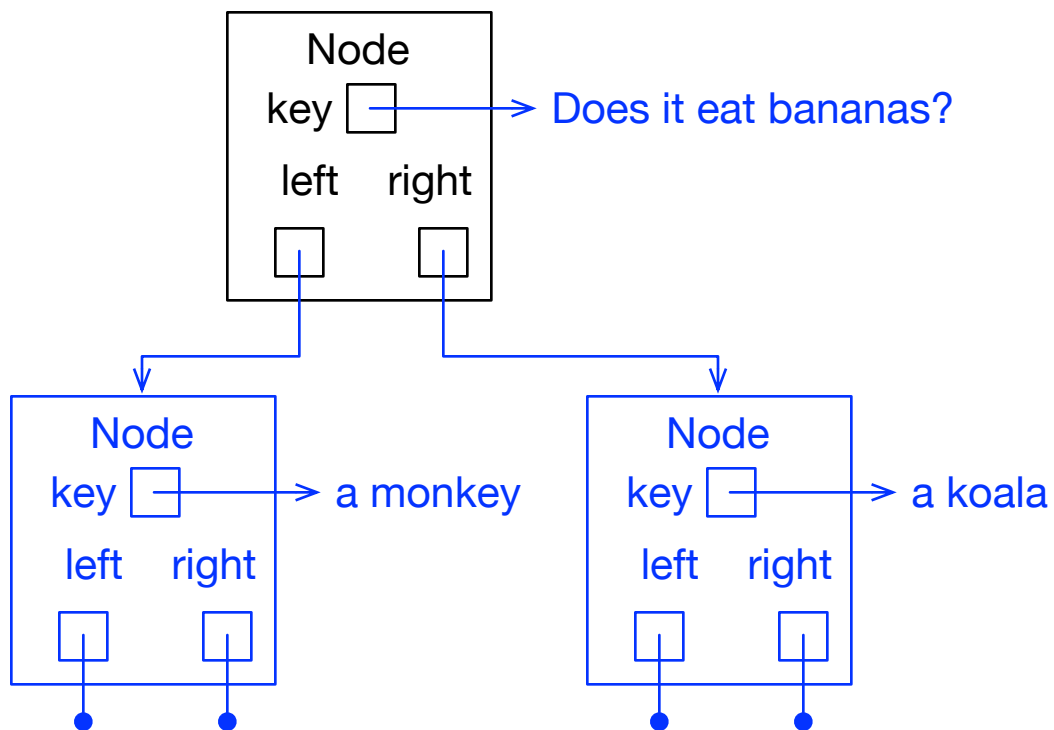 Node
key Does it eat bananas?
left right
Node
key a monkey
left right
Node
key a koala
left right